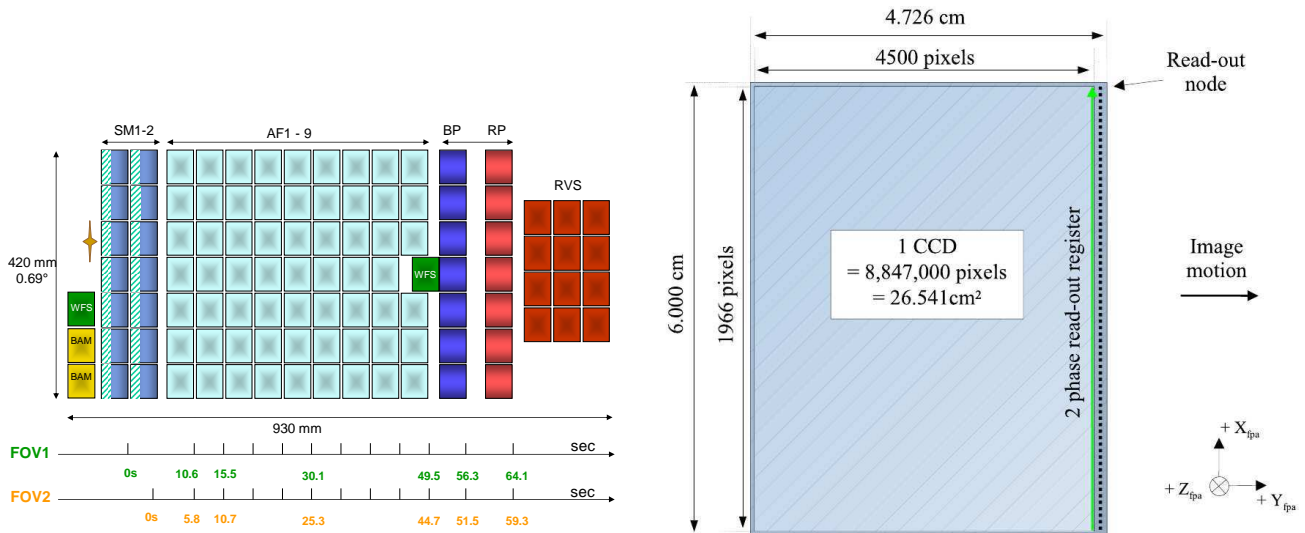 SM1-2
AF1 - 9
BP
RP
RVS
420 mm
0.69°
WFS
WFS
BAM
BAM
930 mm
FOV1
sec
0s
10.6
15.5
30.1
49.5
56.3
64.1
FOV2
sec
0s
5.8
10.7
25.3
44.7
51.5
59.3
4.726 cm
4500 pixels
Read-out
node
6.000 cm
1966 pixels
1 CCD
= 8,847,000 pixels
= 26.541cm²
2 phase read-out register
Image
motion
+ X_fpa
+ Z_fpa
+ Y_fpa